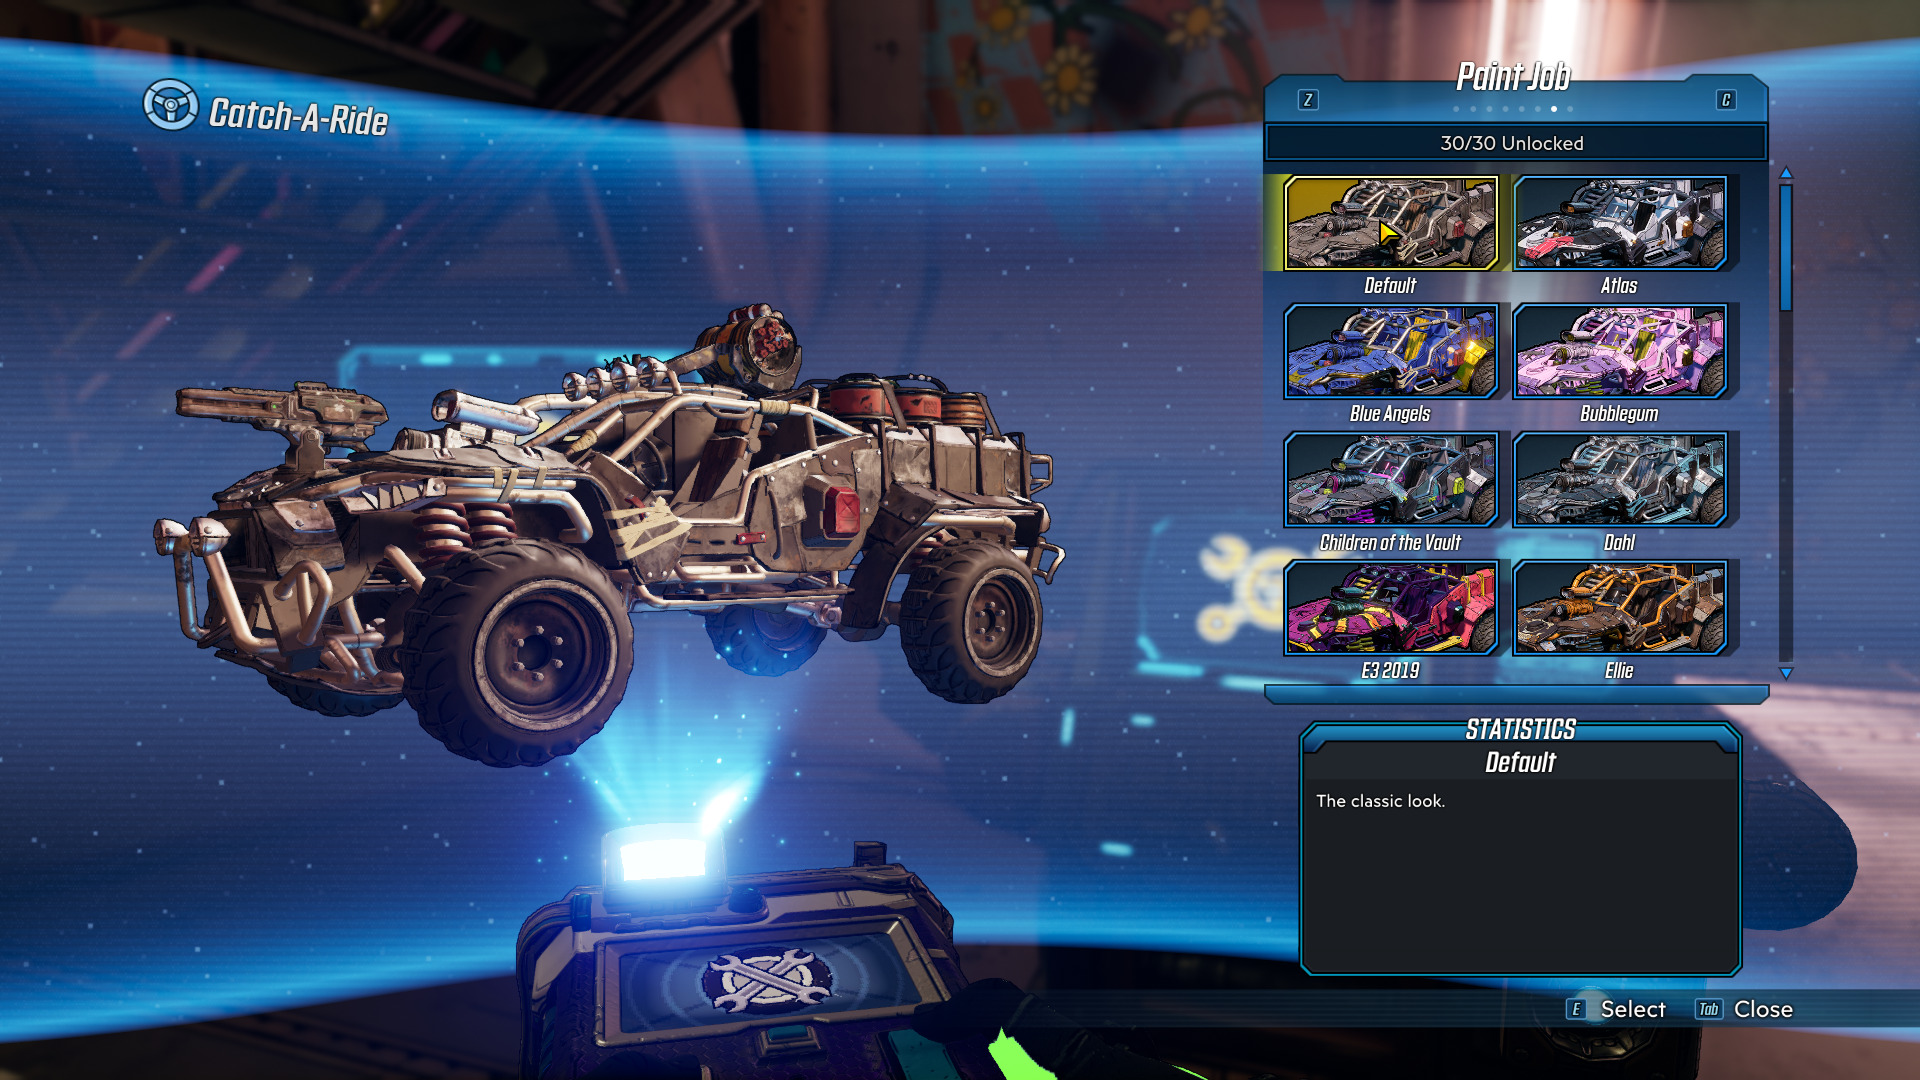 Catch-A-Ride
Paint Job
Z
C
30/30 Unlocked
Default
Atlas
Blue Angels
Bubblegum
Children of the Vault
Dahl
E3 2019
Ellie
STATISTICS
Default
The classic look.
E Select Tab Close